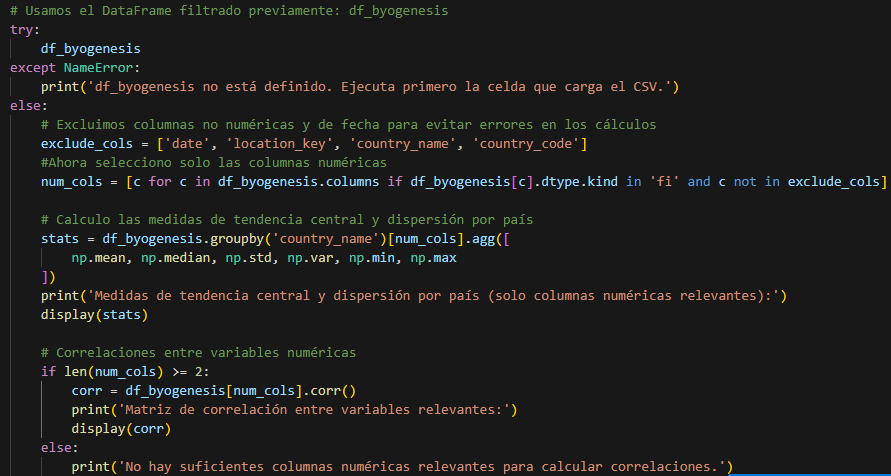 # Usamos el DataFrame filtrado previamente: df_byogenesis
try:
    df_byogenesis
except NameError:
    print('df_byogenesis no está definido. Ejecuta primero la celda que carga el CSV.')
else:
    # Excluimos columnas no numéricas y de fecha para evitar errores en los cálculos
    exclude_cols = ['date', 'location_key', 'country_name', 'country_code']
    #Ahora selecciono solo las columnas numéricas
    num_cols = [c for c in df_byogenesis.columns if df_byogenesis[c].dtype.kind in 'fi' and c not in exclude_cols]

    # Calculo las medidas de tendencia central y dispersión por país
    stats = df_byogenesis.groupby('country_name')[num_cols].agg([
        np.mean, np.median, np.std, np.var, np.min, np.max
    ])
    print('Medidas de tendencia central y dispersión por país (solo columnas numéricas relevantes):')
    display(stats)

    # Correlaciones entre variables numéricas
    if len(num_cols) >= 2:
        corr = df_byogenesis[num_cols].corr()
        print('Matriz de correlación entre variables relevantes:')
        display(corr)
    else:
        print('No hay suficientes columnas numéricas relevantes para calcular correlaciones.')